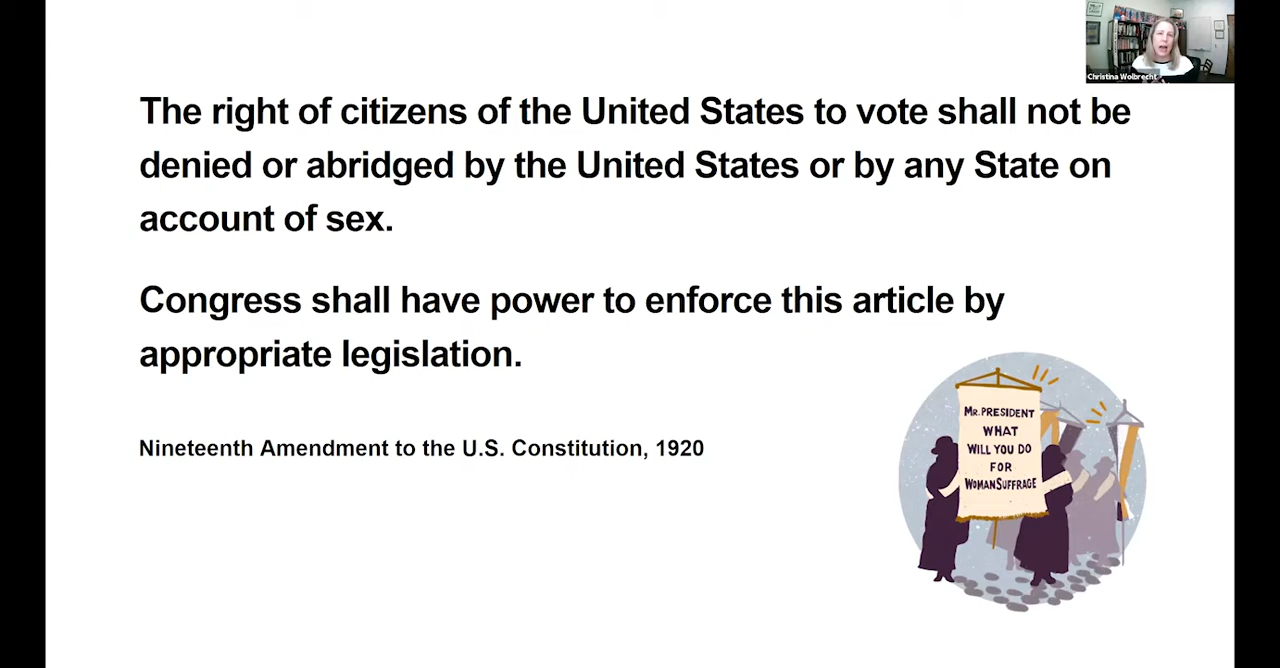 Christina Wolbrecht
The right of citizens of the United States to vote shall not be
denied or abridged by the United States or by any State on
account of sex.
Congress shall have power to enforce this article by
appropriate legislation.
Nineteenth Amendment to the U.S. Constitution, 1920
MR. PRESIDENT
WHAT
WILL YOU DO
FOR
WOMANSUFFRAGE